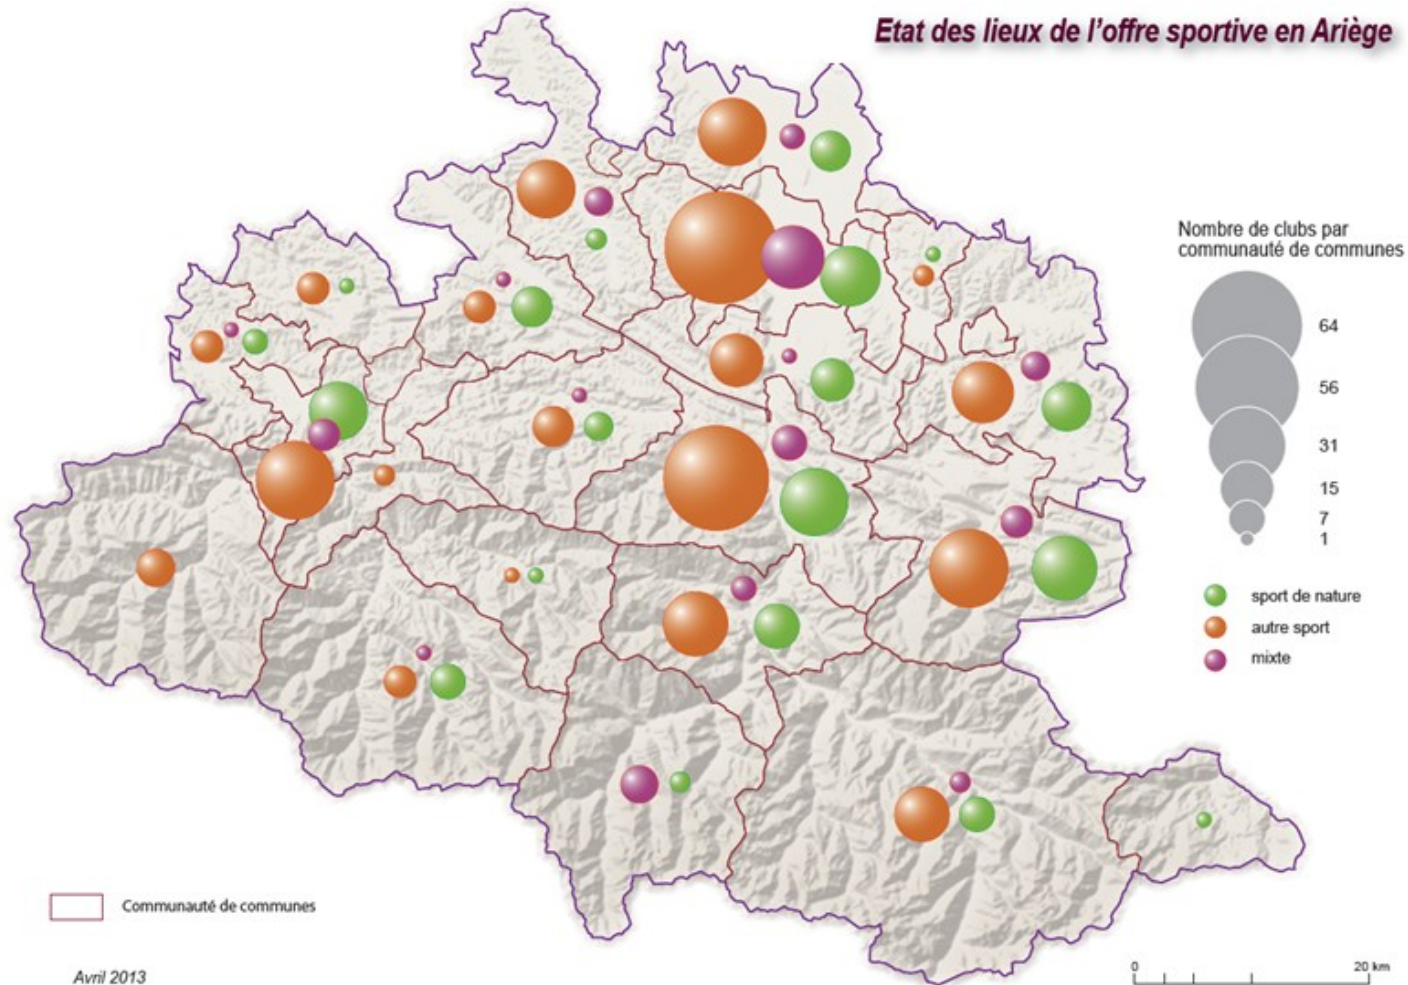 Etat des lieux de l'offre sportive en Ariège
Nombre de clubs par
communauté de communes
64
56
31
15
7
1
sport de nature
autre sport
mixte
Communauté de communes
Avril 2013
0 20 km